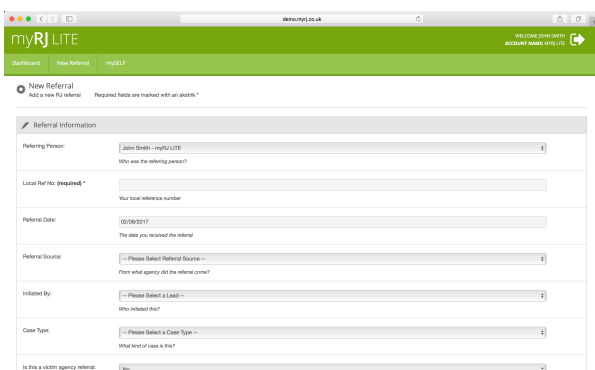 demo.myrj.co.uk
myRJ LITE
WELCOME JOHN SMITH
ACCOUNT NAME: MYRJ LITE
Dashboard New Referral mySELF
New Referral
Add a new RJ referral Required fields are marked with an akstrik *
Referral Information
Referring Person: John Smith - myRJ LITE
Who was the referring person?
Local Ref No: (required) *
Your local reference number
Referral Date: 02/08/2017
The date you received the referral
Referral Source: -- Please Select Referral Source --
From what agency did the referral come?
Initiated By: -- Please Select a Lead --
Who initiated this?
Case Type: -- Please Select a Case Type --
What kind of case is this?
Is this a victim agency referral: No